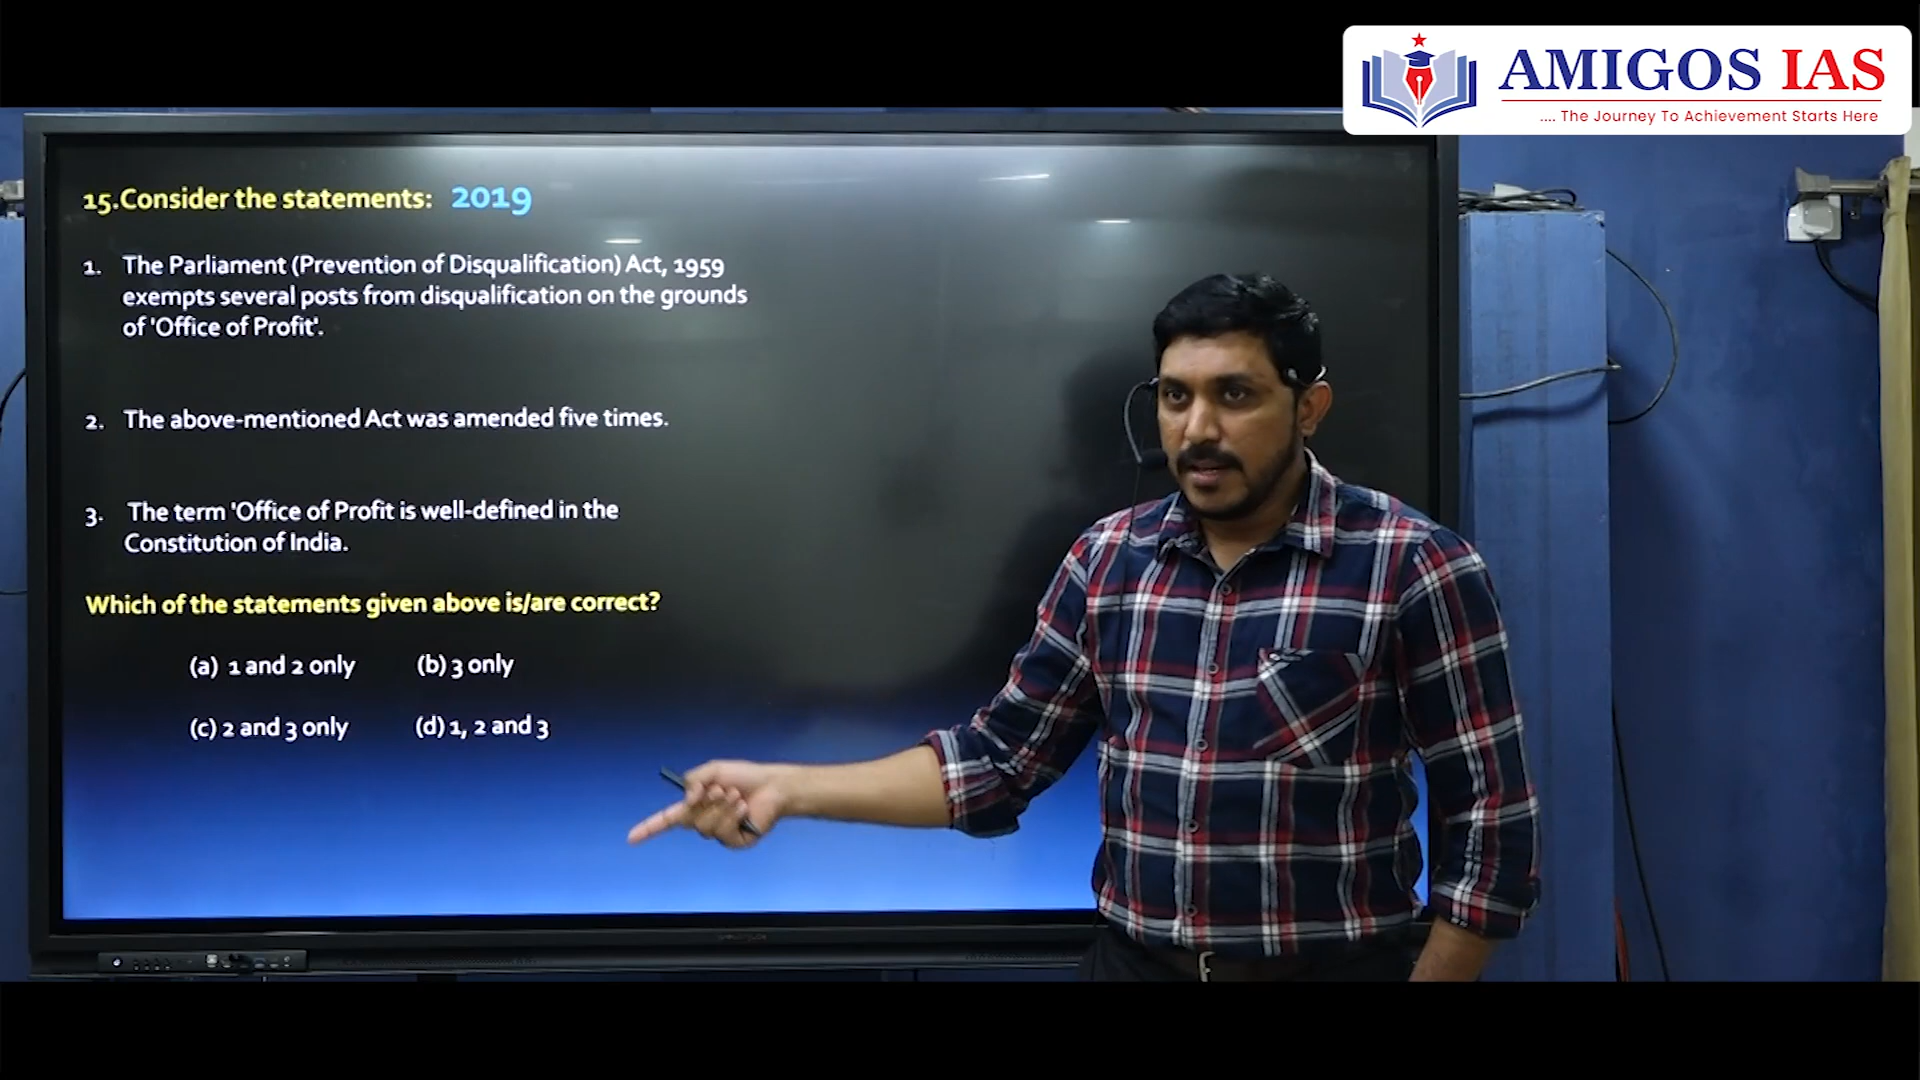 AMIGOS IAS
.... The Journey To Achievement Starts Here
15.Consider the statements: 2019
1. The Parliament (Prevention of Disqualification) Act, 1959
exempts several posts from disqualification on the grounds
of 'Office of Profit'.
2. The above-mentioned Act was amended five times.
3. The term 'Office of Profit is well-defined in the
Constitution of India.
Which of the statements given above is/are correct?
(a) 1 and 2 only (b) 3 only
(c) 2 and 3 only (d) 1, 2 and 3